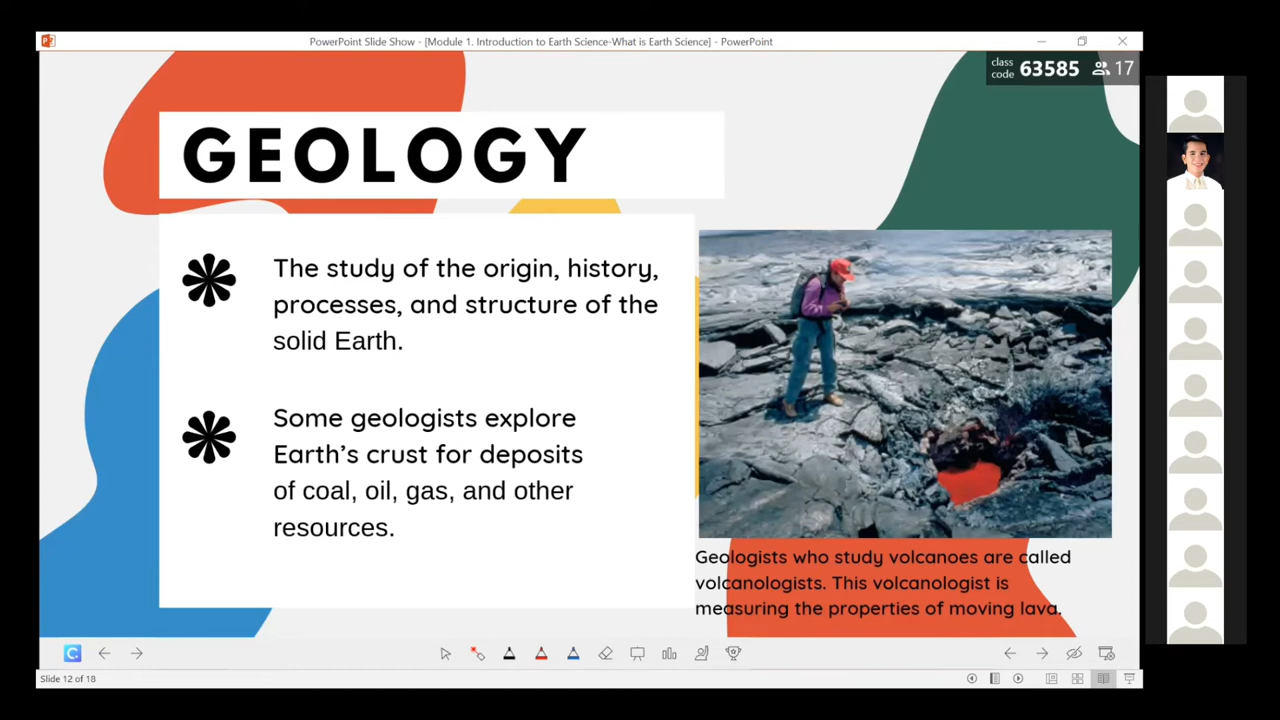 PowerPoint Slide Show - [Module 1. Introduction to Earth Science-What is Earth Science] - PowerPoint
class
code 63585 17
GEOLOGY
The study of the origin, history,
processes, and structure of the
solid Earth.
Some geologists explore
Earth’s crust for deposits
of coal, oil, gas, and other
resources.
Geologists who study volcanoes are called
volcanologists. This volcanologist is
measuring the properties of moving lava.
Slide 12 of 18